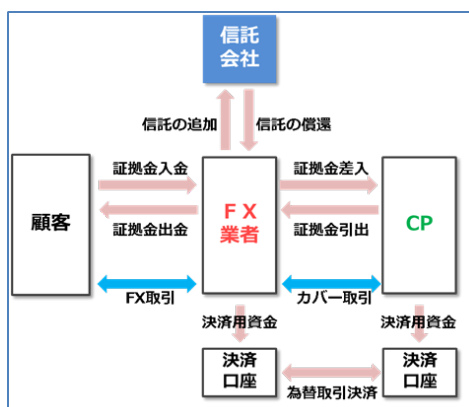 信託
会社
信託の追加
信託の償還
証拠金入金
証拠金差入
顧客
FX
業者
CP
証拠金出金
証拠金引出
FX取引
カバー取引
決済用資金
決済用資金
決済
口座
決済
口座
為替取引決済